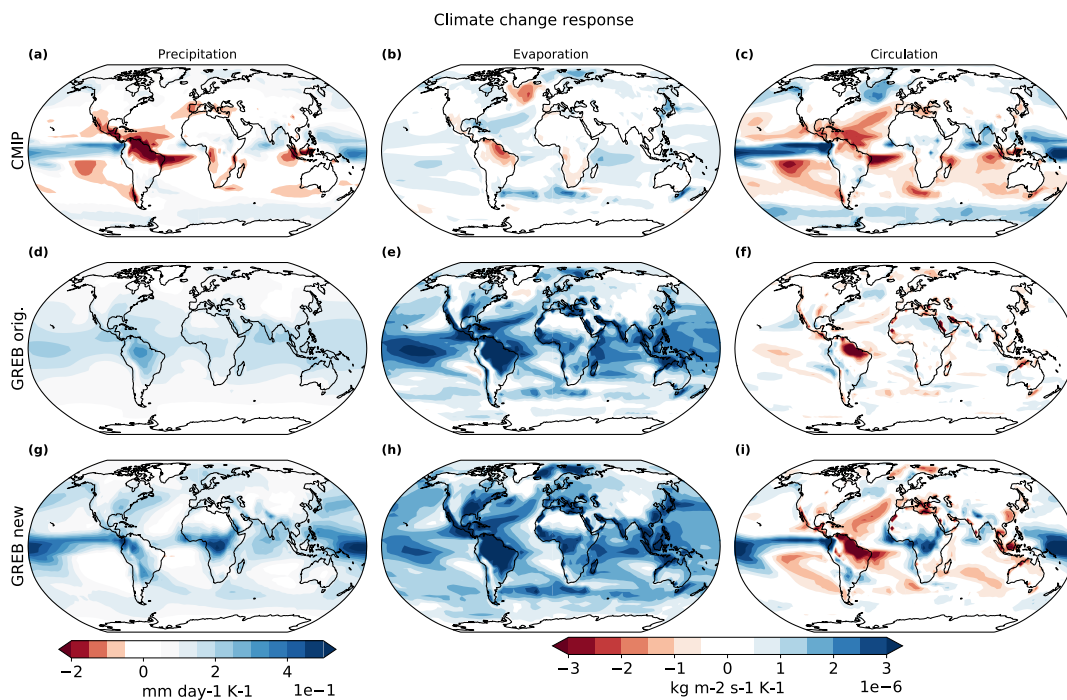 Climate change response
(a) Precipitation (b) Evaporation (c) Circulation
CMIP
(d) (e) (f)
GREB orig.
(g) (h) (i)
GREB new
−2 0 2 4 −3 −2 −1 0 1 2 3
mm day-1 K-1 1e−1 kg m-2 s-1 K-1 1e−6